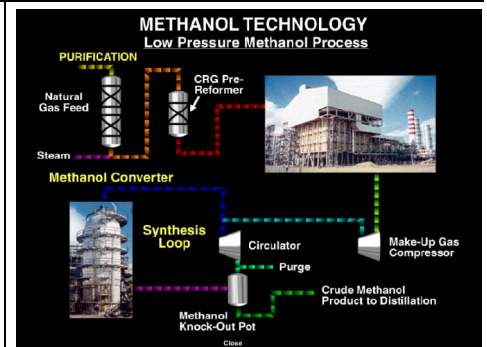 METHANOL TECHNOLOGY
Low Pressure Methanol Process
PURIFICATION
Natural
Gas Feed
CRG Pre-
Reformer
Steam
Methanol Converter
Synthesis
Loop
Circulator
Make-Up Gas
Compressor
Purge
Crude Methanol
Product to Distillation
Methanol
Knock-Out Pot
Close